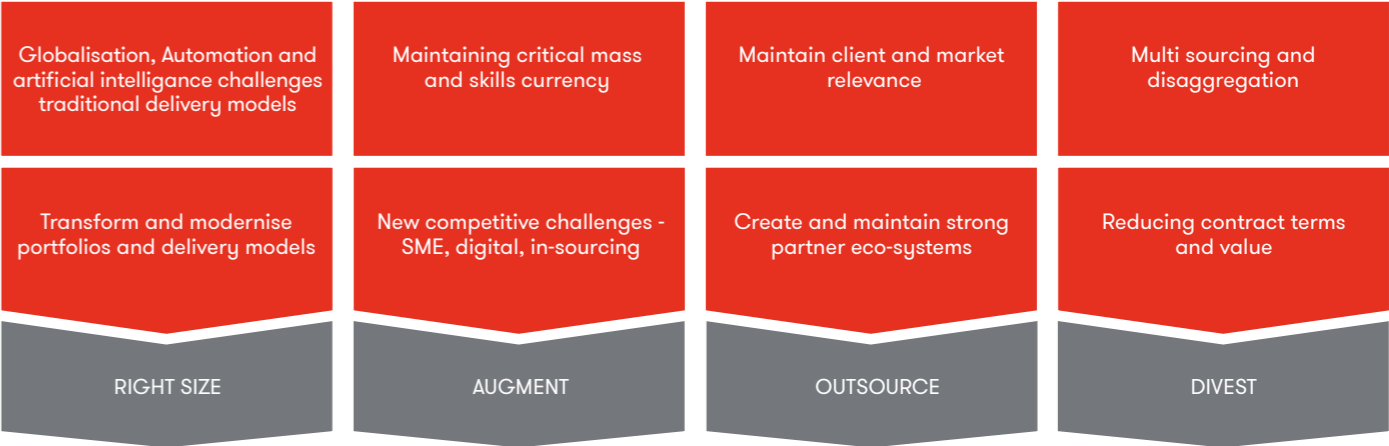 Globalisation, Automation and
artificial intelligance challenges
traditional delivery models
Maintaining critical mass
and skills currency
Maintain client and market
relevance
Multi sourcing and
disaggregation
Transform and modernise
portfolios and delivery models
New competitive challenges -
SME, digital, in-sourcing
Create and maintain strong
partner eco-systems
Reducing contract terms
and value
RIGHT SIZE
AUGMENT
OUTSOURCE
DIVEST